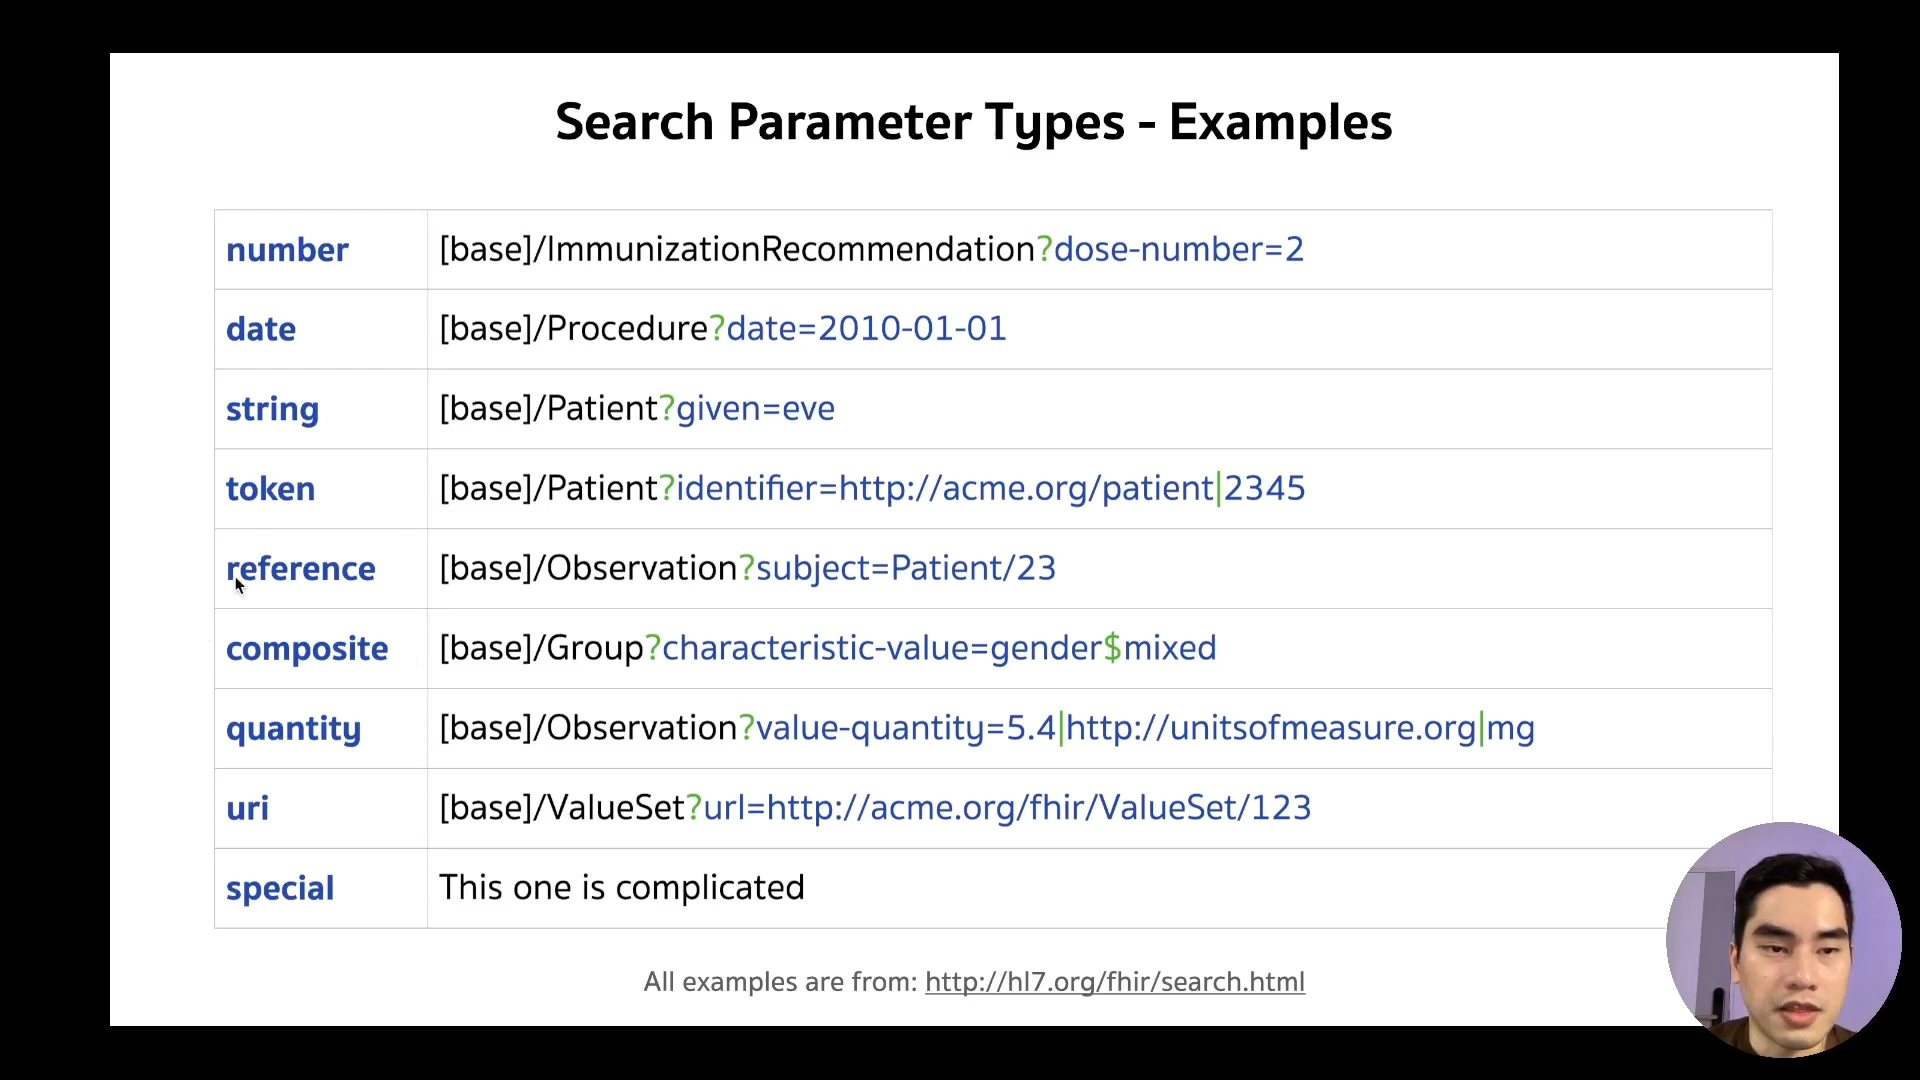 Search Parameter Types - Examples
number [base]/ImmunizationRecommendation?dose-number=2
date [base]/Procedure?date=2010-01-01
string [base]/Patient?given=eve
token [base]/Patient?identifier=http://acme.org/patient|2345
reference [base]/Observation?subject=Patient/23
composite [base]/Group?characteristic-value=gender$mixed
quantity [base]/Observation?value-quantity=5.4|http://unitsofmeasure.org|mg
uri [base]/ValueSet?url=http://acme.org/fhir/ValueSet/123
special This one is complicated
All examples are from: http://hl7.org/fhir/search.html